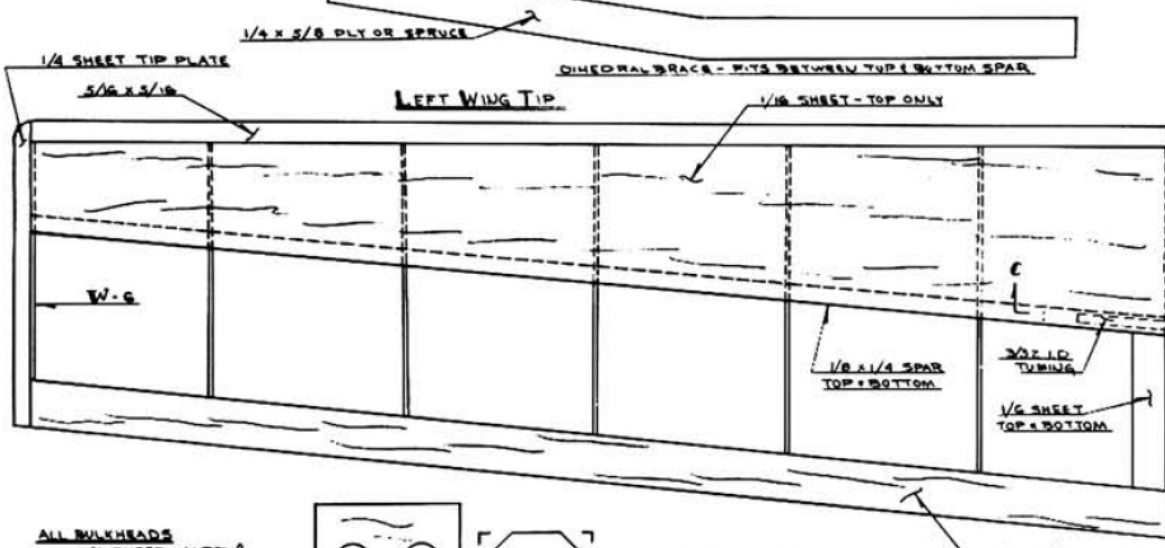 1/4 x 5/8 PLY OR SPRUCE
1/4 SHEET TIP PLATE
DIHEDRAL BRACE - FITS BETWEEN TOP & BOTTOM SPAR
5/16 x 5/16
LEFT WING TIP
1/16 SHEET - TOP ONLY
C
W-6
3/32 I.D
TUBING
1/8 x 1/4 SPAR
TOP & BOTTOM
1/6 SHEET
TOP & BOTTOM
ALL BULKHEADS